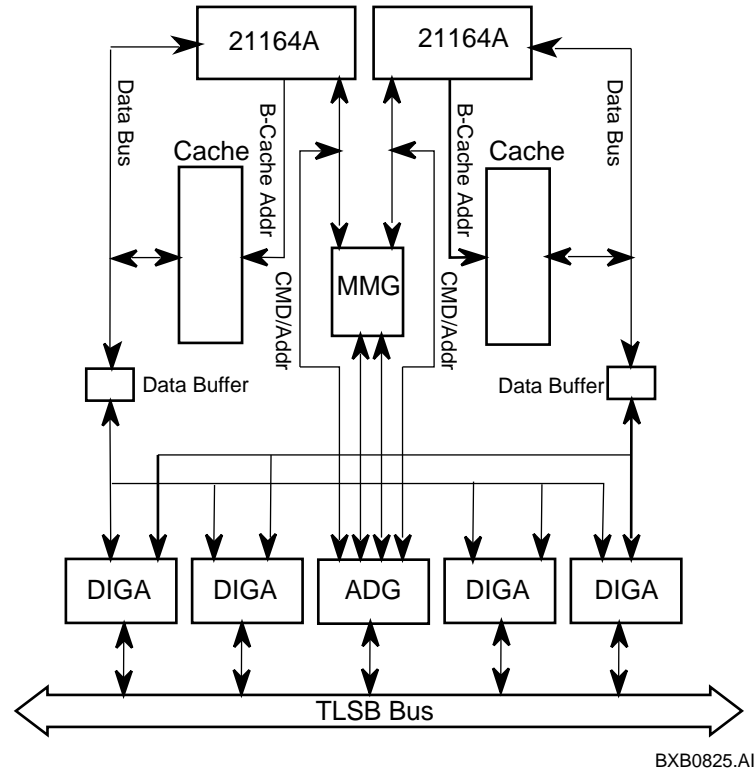 21164A
21164A
Data Bus
B-Cache Addr
B-Cache Addr
Data Bus
Cache
Cache
CMD/Addr
MMG
CMD/Addr
Data Buffer
Data Buffer
DIGA
DIGA
ADG
DIGA
DIGA
TLSB Bus
BXB0825.AI